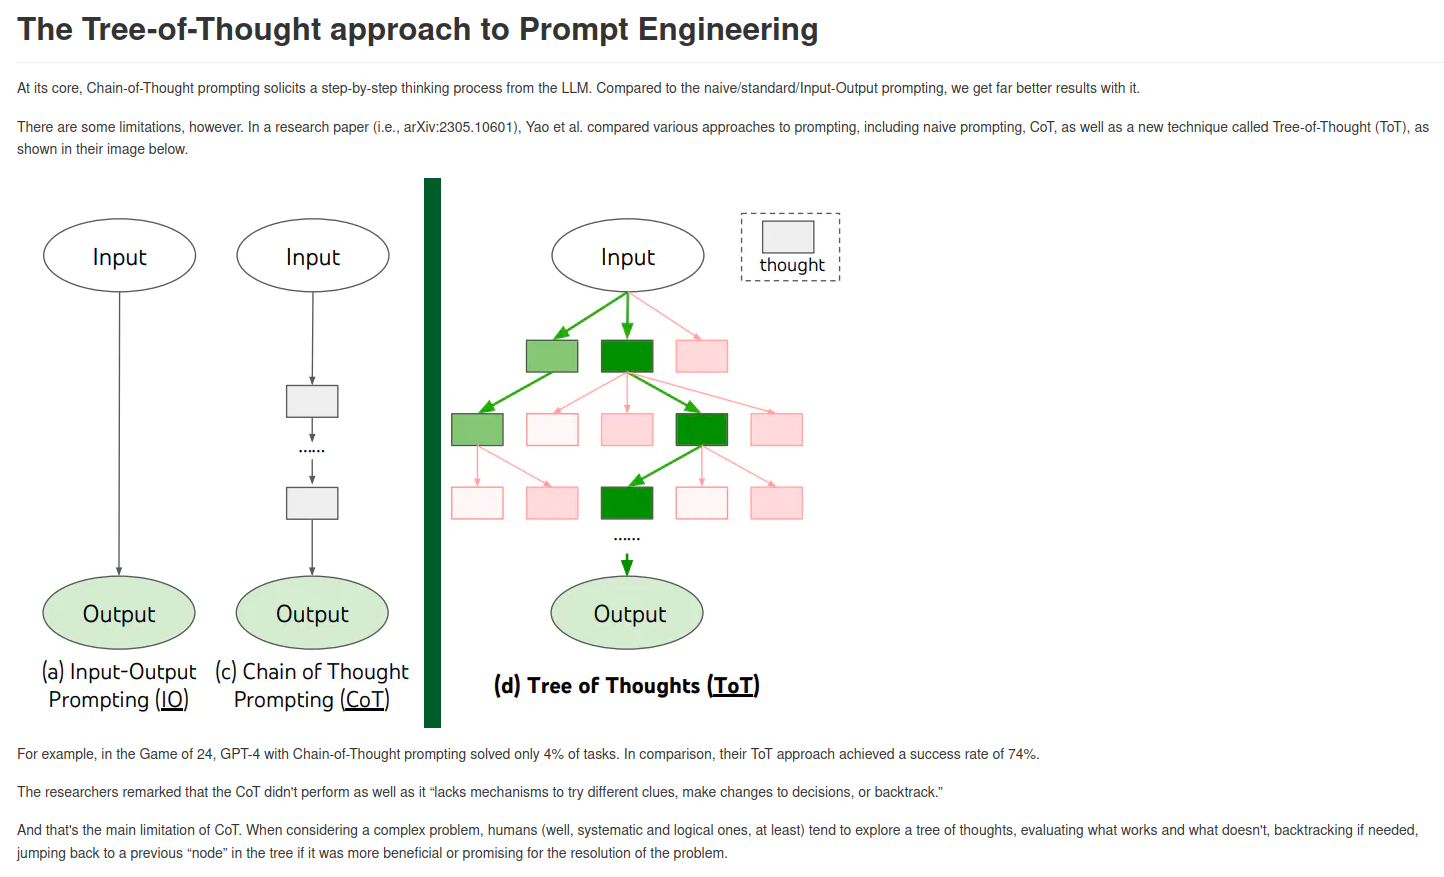 The Tree-of-Thought approach to Prompt Engineering
At its core, Chain-of-Thought prompting solicits a step-by-step thinking process from the LLM. Compared to the naive/standard/Input-Output prompting, we get far better results with it.
There are some limitations, however. In a research paper (i.e., arXiv:2305.10601), Yao et al. compared various approaches to prompting, including naive prompting, CoT, as well as a new technique called Tree-of-Thought (ToT), as
shown in their image below.
Input
Output
(a) Input-Output
Prompting (IO)
Input
......
Output
(c) Chain of Thought
Prompting (CoT)
Input
thought
......
Output
(d) Tree of Thoughts (ToT)
For example, in the Game of 24, GPT-4 with Chain-of-Thought prompting solved only 4% of tasks. In comparison, their ToT approach achieved a success rate of 74%.
The researchers remarked that the CoT didn't perform as well as it “lacks mechanisms to try different clues, make changes to decisions, or backtrack.”
And that's the main limitation of CoT. When considering a complex problem, humans (well, systematic and logical ones, at least) tend to explore a tree of thoughts, evaluating what works and what doesn't, backtracking if needed,
jumping back to a previous “node” in the tree if it was more beneficial or promising for the resolution of the problem.